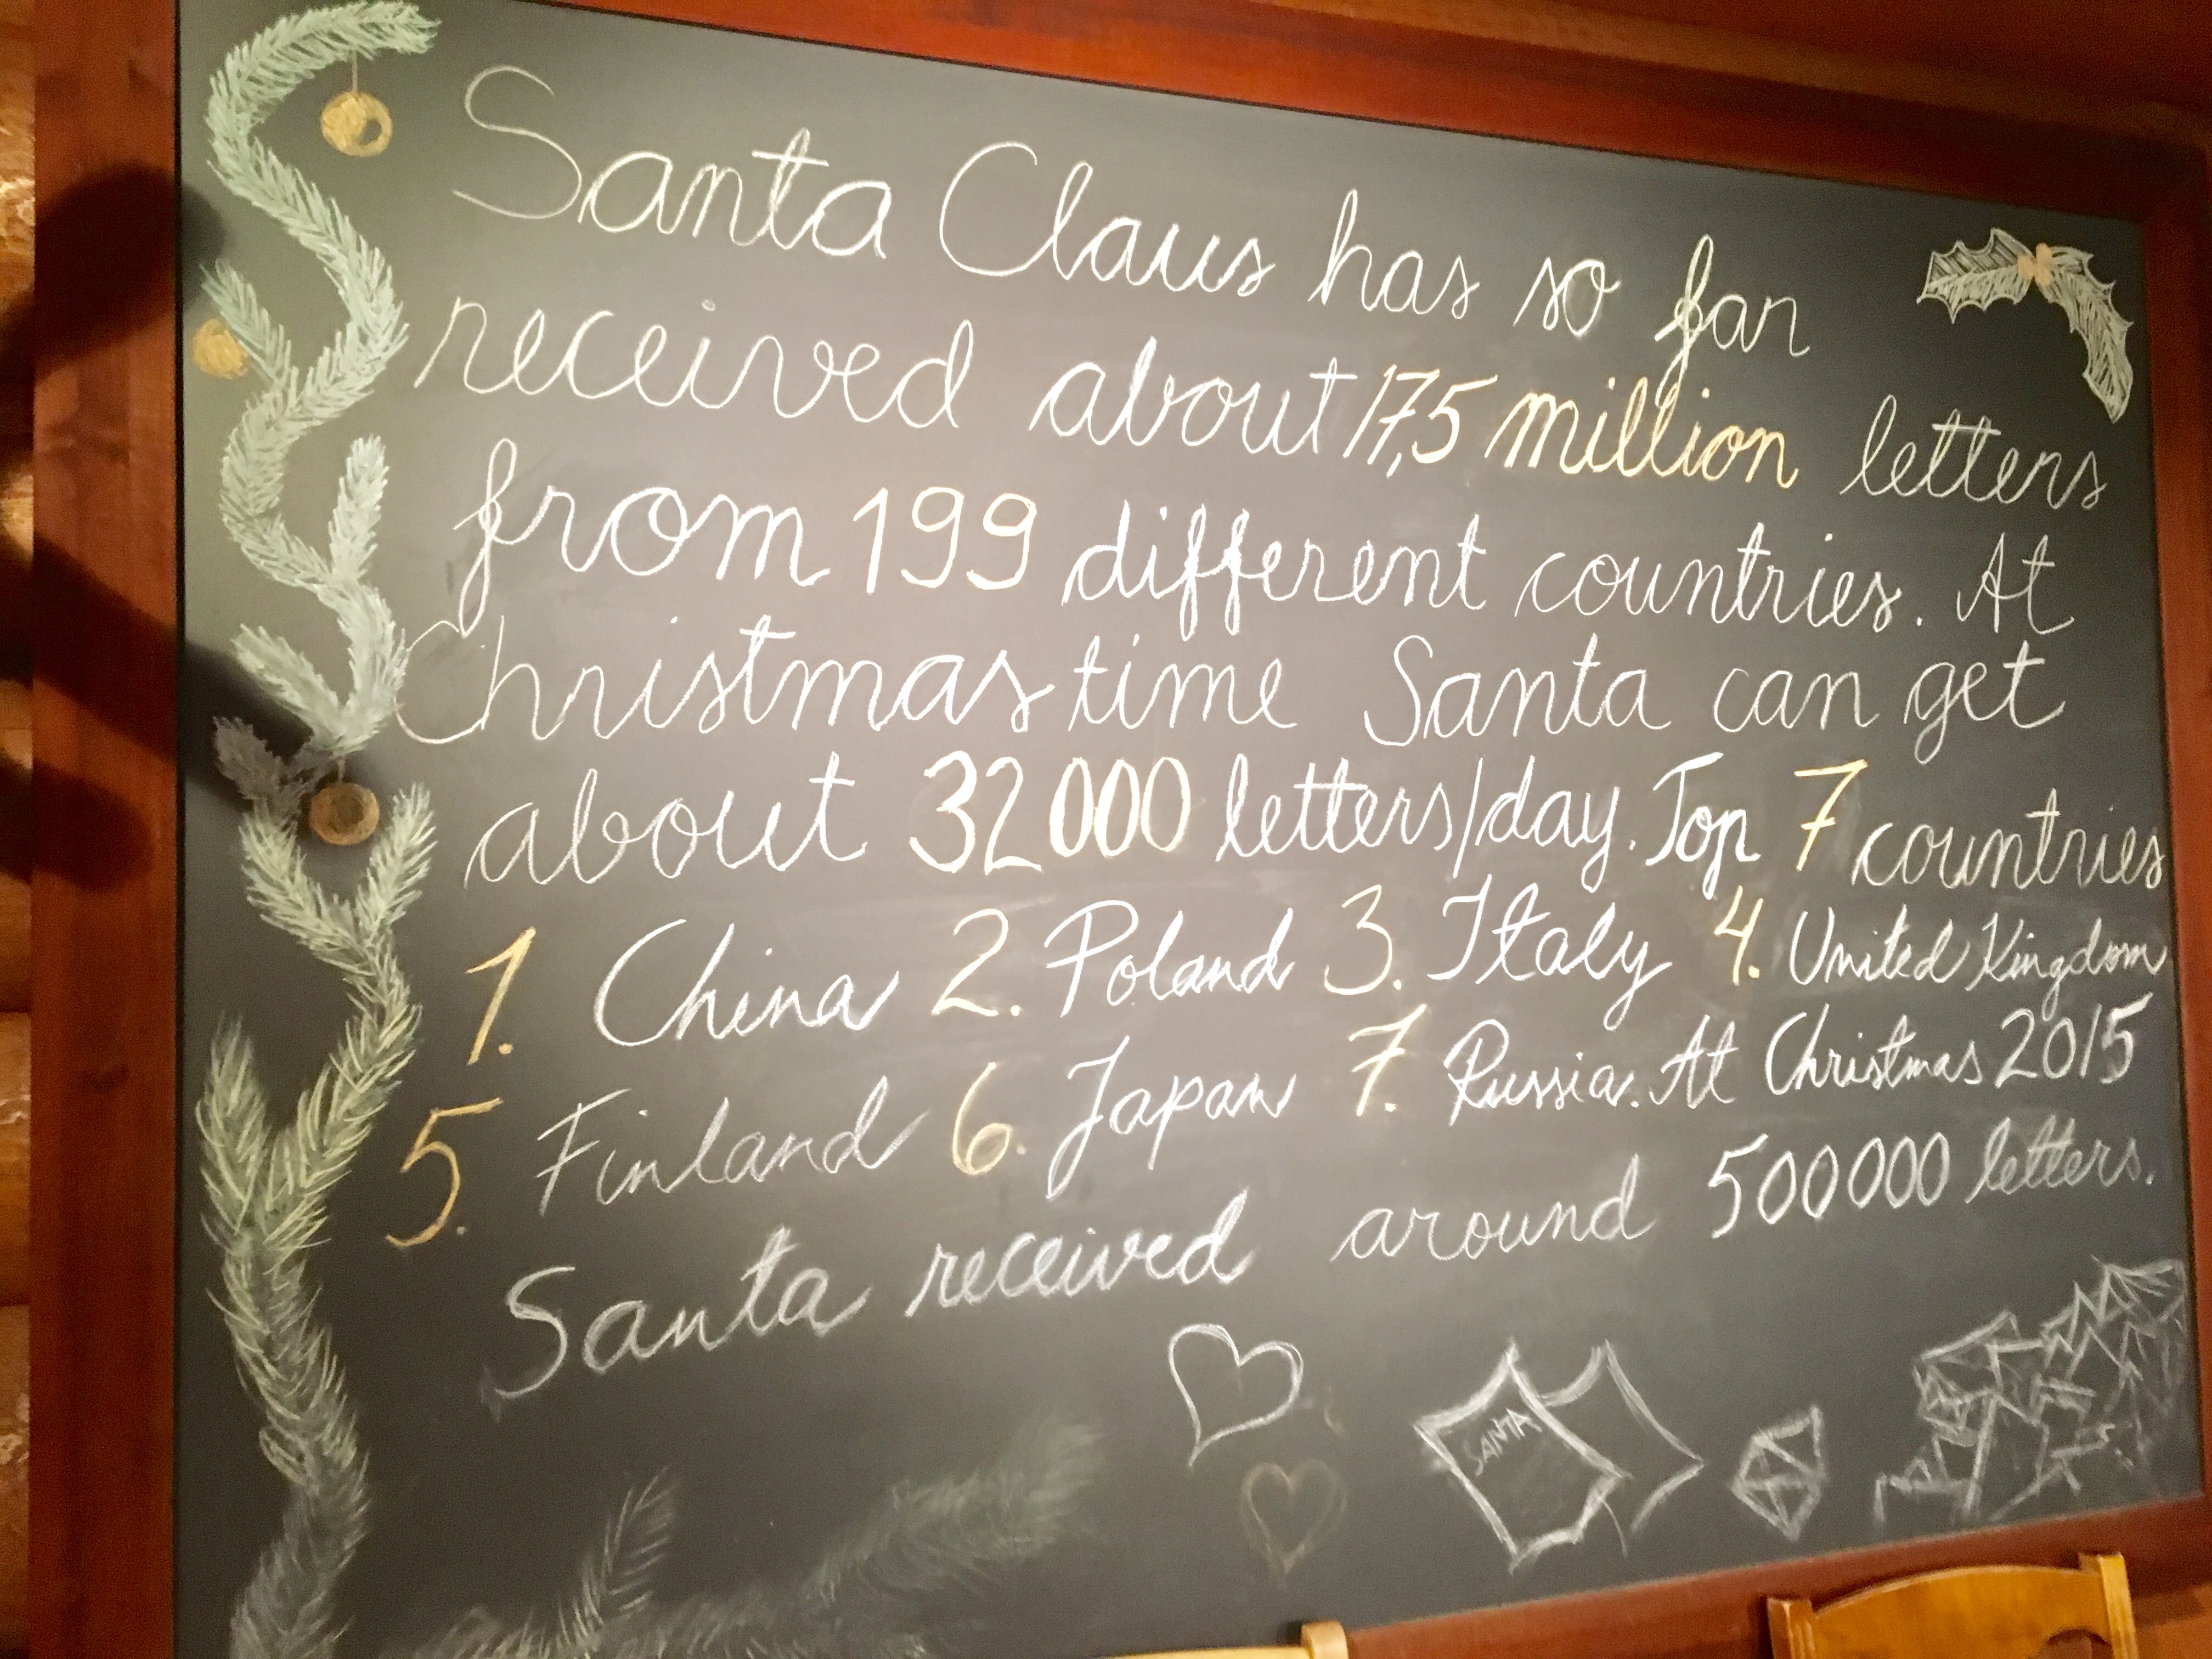 Santa Claus has so far
received about 17,5 million letters
from 199 different countries. At
Christmas time Santa can get
about 32 000 letters/day. Top 7 countries
1. China 2. Poland 3. Italy 4. United Kingdom
5. Finland 6. Japan 7. Russia. At Christmas 2015
Santa received around 500 000 letters.
SANTA